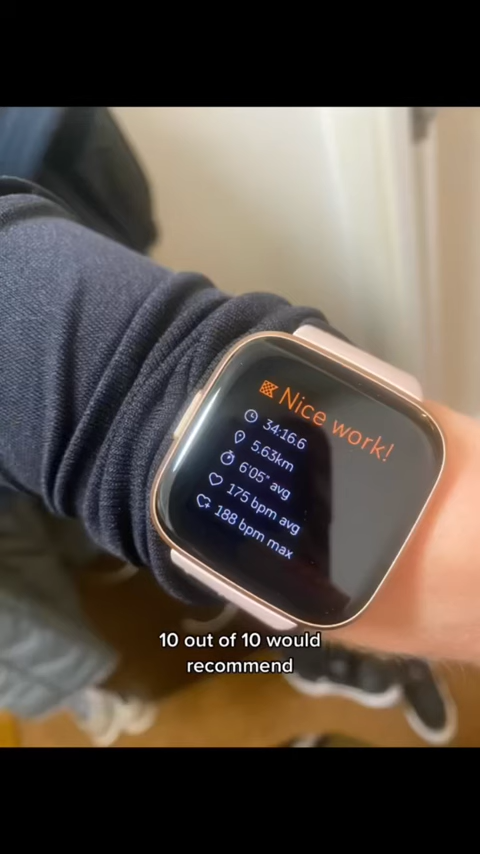 Nice work!
34:16.6
5.63km
6'05" avg
175 bpm avg
188 bpm max
10 out of 10 would
recommend